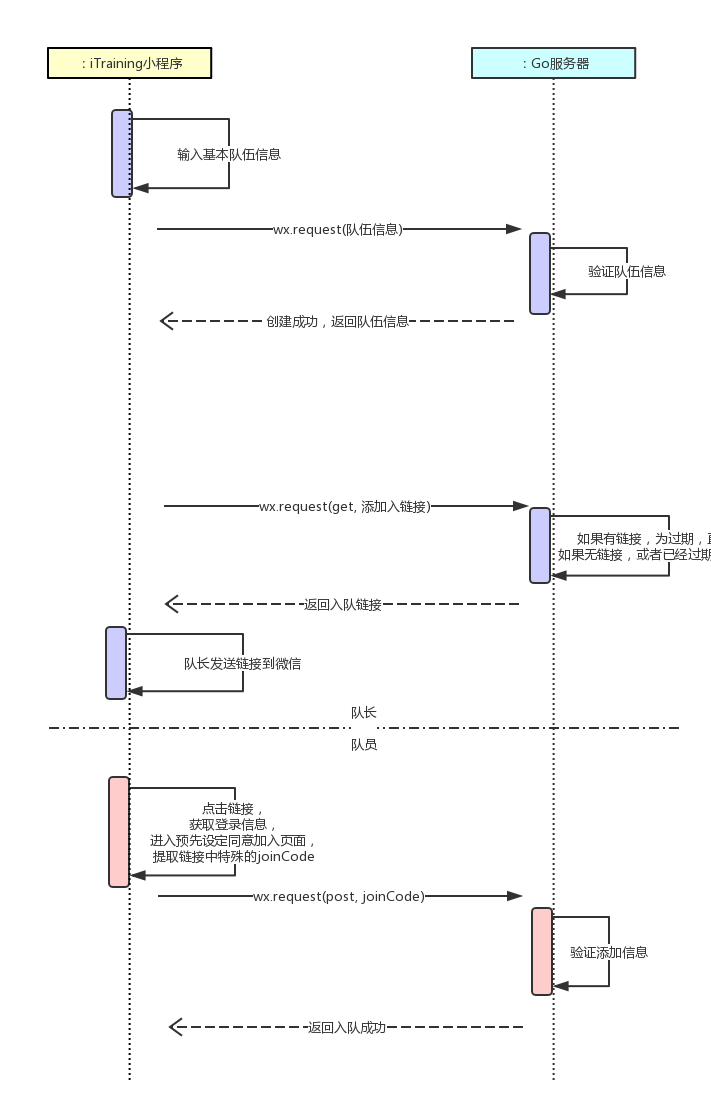 : iTraining小程序
: Go服务器
输入基本队伍信息
wx.request(队伍信息)
验证队伍信息
创建成功，返回队伍信息
wx.request(get, 添加入链接)
如果有链接，为过期，
如果无链接，或者已经过期
返回入队链接
队长发送链接到微信
队长
队员
点击链接，
获取登录信息，
进入预先设定同意加入页面，
提取链接中特殊的joinCode
wx.request(post, joinCode)
验证添加信息
返回入队成功